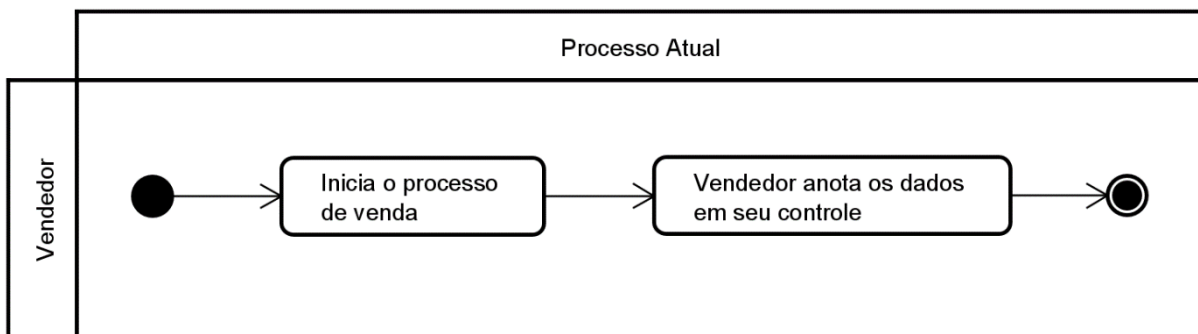 Processo Atual
Vendedor
Inicia o processo
de venda
Vendedor anota os dados
em seu controle